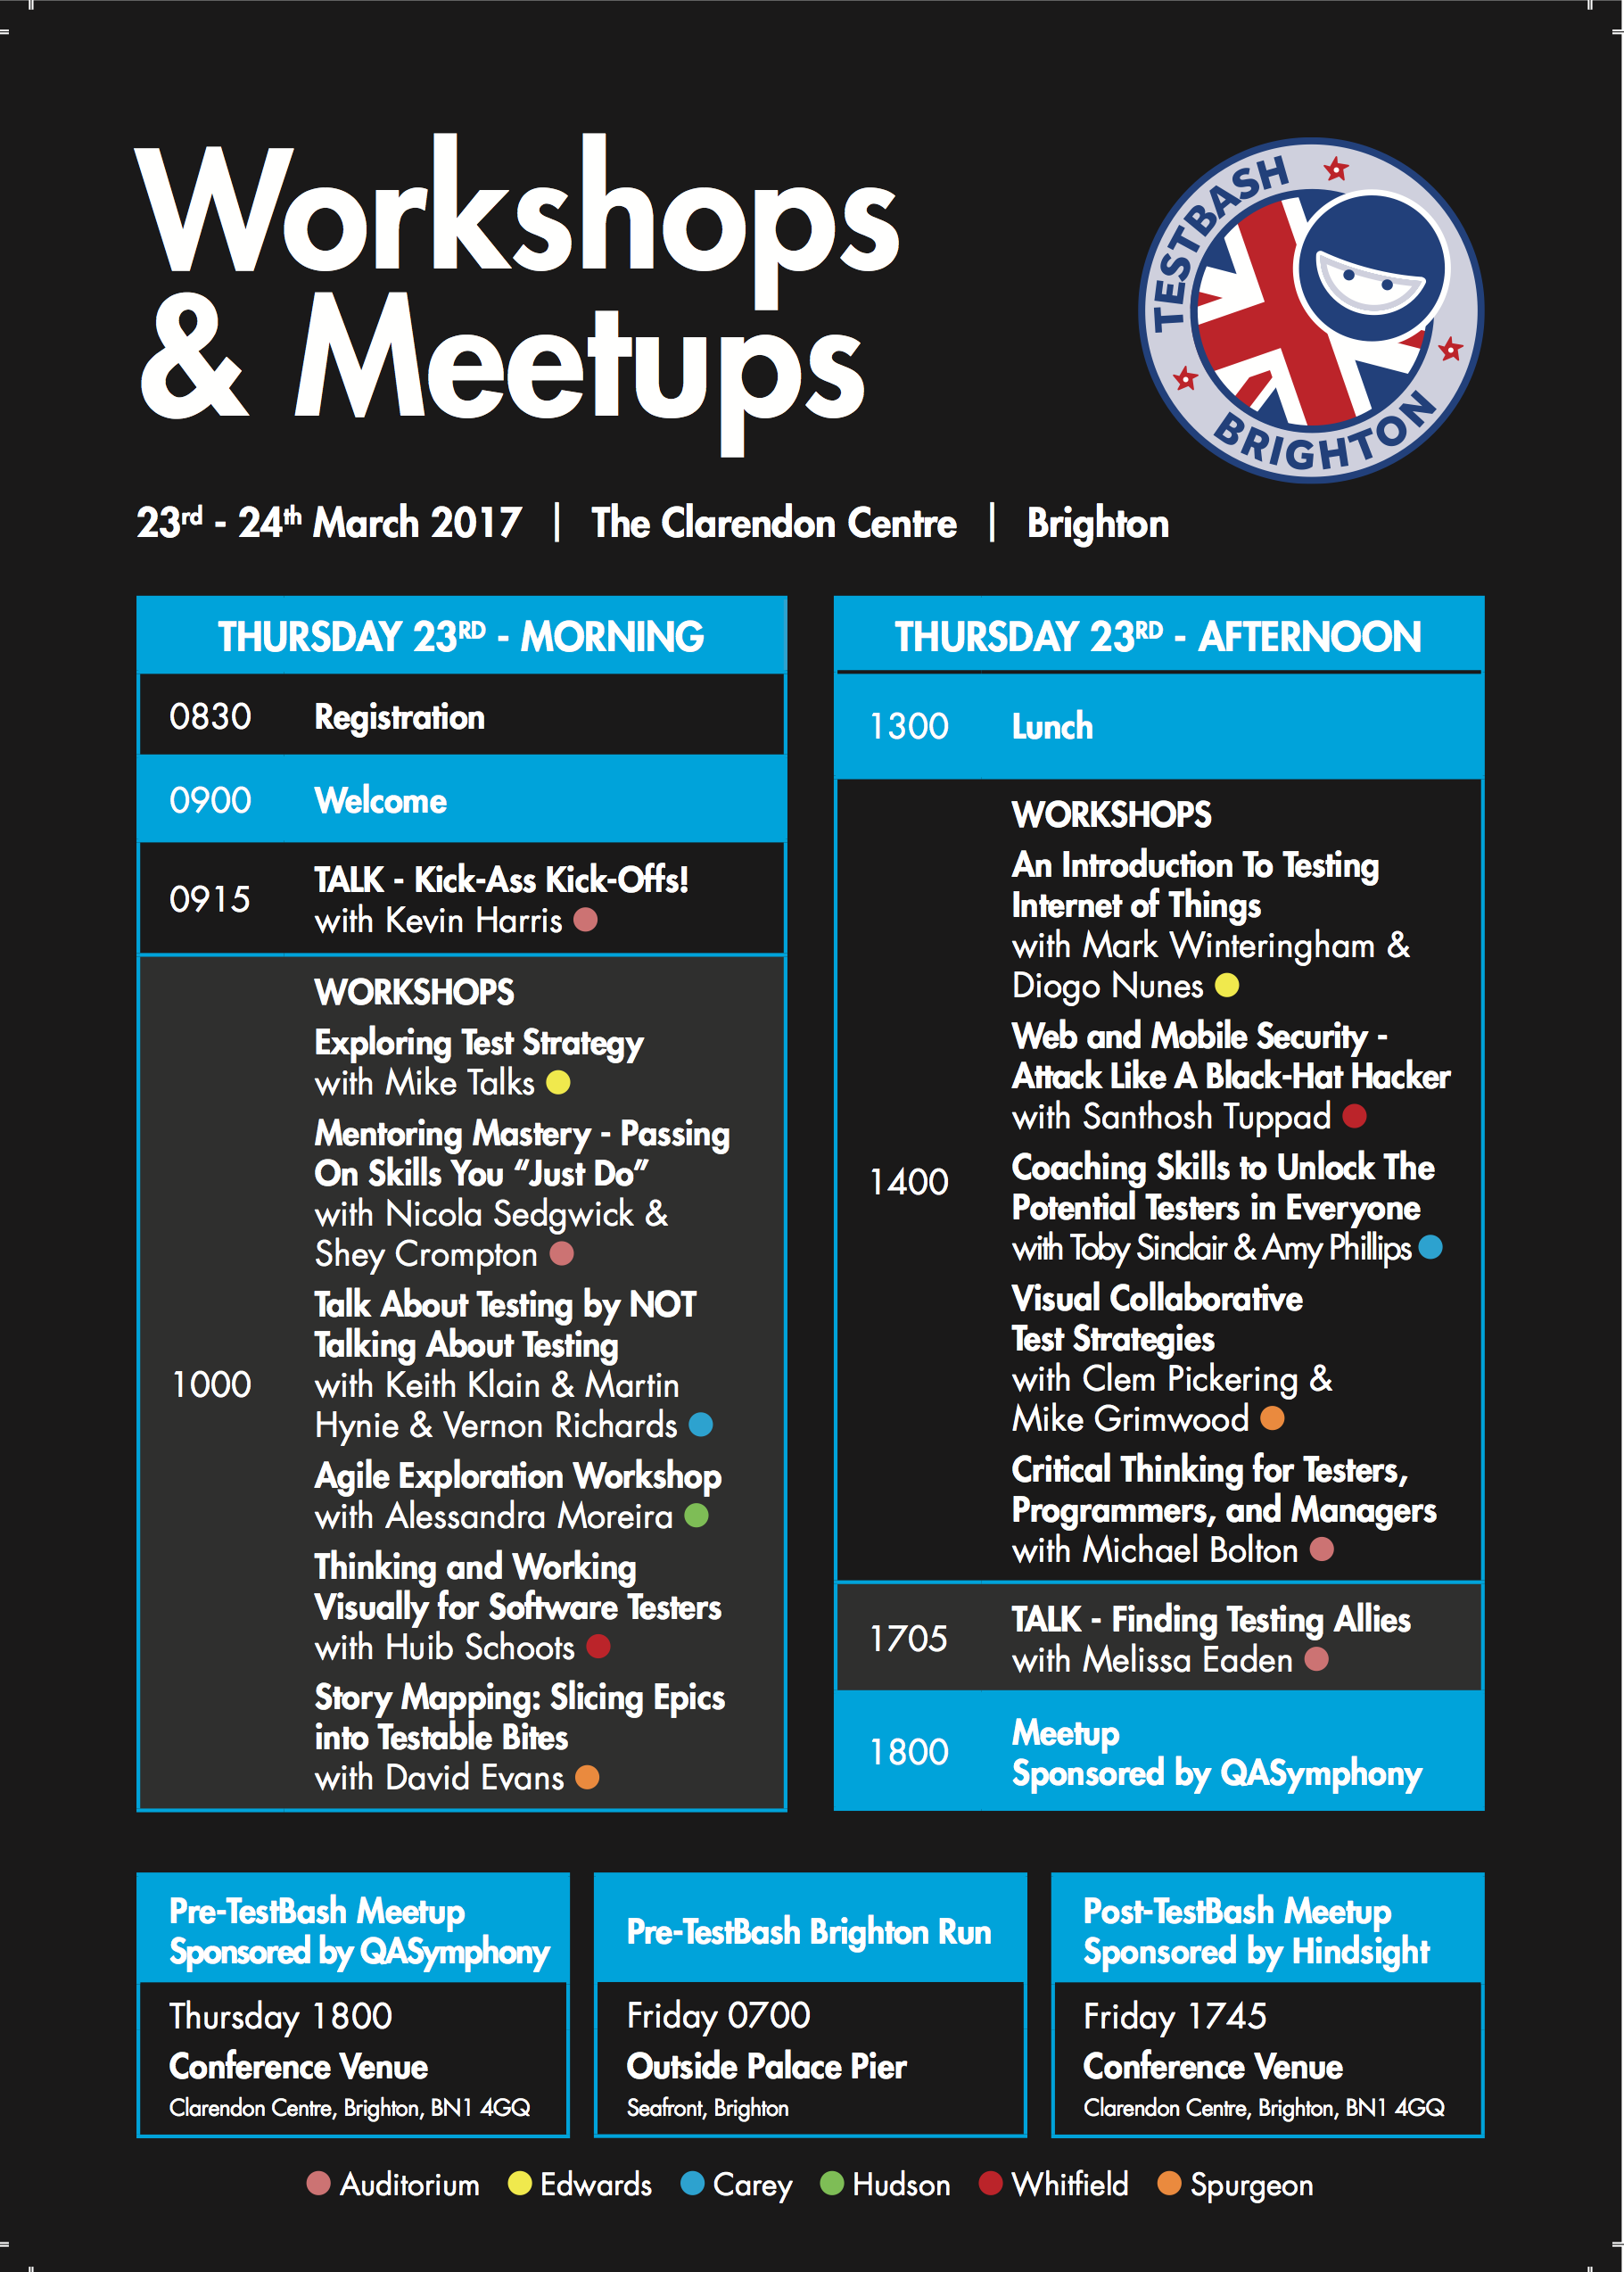 Workshops
& Meetups
TESTBASH
BRIGHTON
23rd - 24th March 2017 | The Clarendon Centre | Brighton
THURSDAY 23RD - MORNING
0830 Registration
0900 Welcome
0915
TALK - Kick-Ass Kick-Offs!
with Kevin Harris
1000
WORKSHOPS
Exploring Test Strategy
with Mike Talks
Mentoring Mastery - Passing
On Skills You “Just Do”
with Nicola Sedgwick &
Shey Crompton
Talk About Testing by NOT
Talking About Testing
with Keith Klain & Martin
Hynie & Vernon Richards
Agile Exploration Workshop
with Alessandra Moreira
Thinking and Working
Visually for Software Testers
with Huib Schoots
Story Mapping: Slicing Epics
into Testable Bites
with David Evans
THURSDAY 23RD - AFTERNOON
1300 Lunch
1400
WORKSHOPS
An Introduction To Testing
Internet of Things
with Mark Winteringham &
Diogo Nunes
Web and Mobile Security -
Attack Like A Black-Hat Hacker
with Santhosh Tuppad
Coaching Skills to Unlock The
Potential Testers in Everyone
with Toby Sinclair & Amy Phillips
Visual Collaborative
Test Strategies
with Clem Pickering &
Mike Grimwood
Critical Thinking for Testers,
Programmers, and Managers
with Michael Bolton
1705
TALK - Finding Testing Allies
with Melissa Eaden
1800
Meetup
Sponsored by QASymphony
Pre-TestBash Meetup
Sponsored by QASymphony
Thursday 1800
Conference Venue
Clarendon Centre, Brighton, BN1 4GQ
Pre-TestBash Brighton Run
Friday 0700
Outside Palace Pier
Seafront, Brighton
Post-TestBash Meetup
Sponsored by Hindsight
Friday 1745
Conference Venue
Clarendon Centre, Brighton, BN1 4GQ
Auditorium Edwards Carey Hudson Whitfield Spurgeon